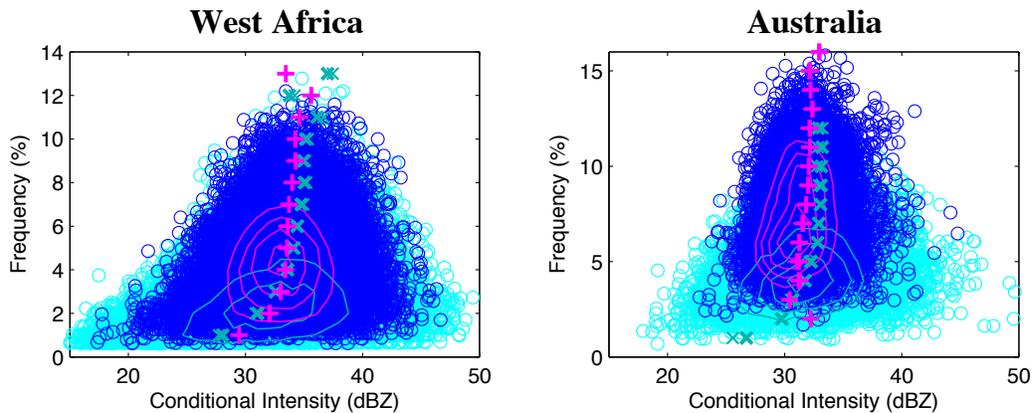 West Africa
14
12
10
8
6
4
2
0
Frequency (%)
20 30 40 50
Conditional Intensity (dBZ)
Australia
15
10
5
0
Frequency (%)
20 30 40 50
Conditional Intensity (dBZ)